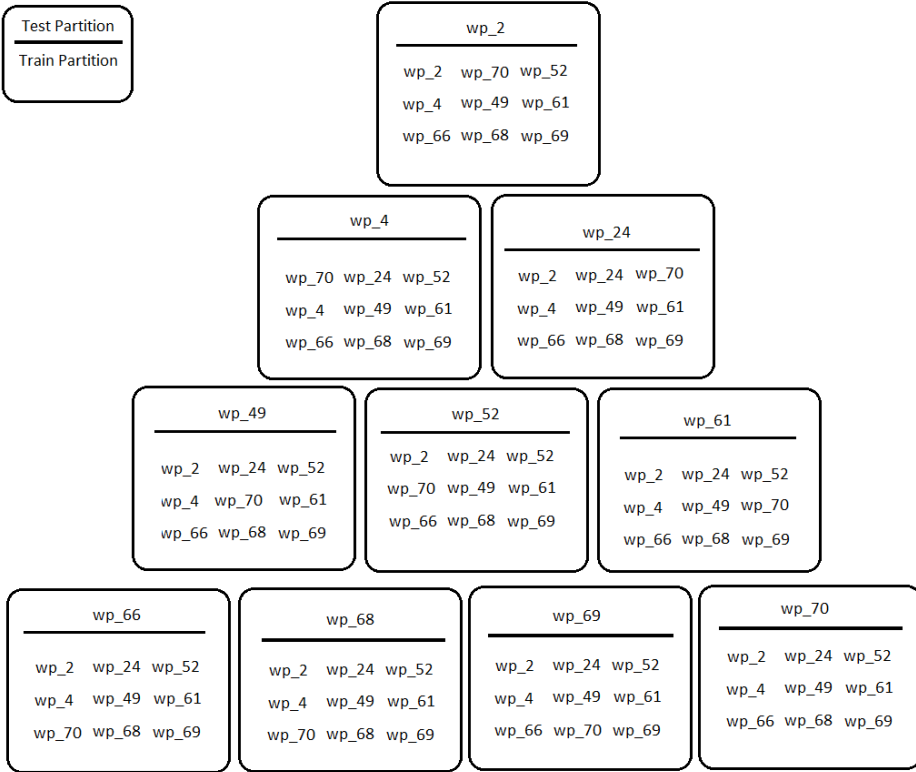 Test Partition
Train Partition
wp_2
wp_2 wp_70 wp_52
wp_4 wp_49 wp_61
wp_66 wp_68 wp_69
wp_4
wp_70 wp_24 wp_52
wp_4 wp_49 wp_61
wp_66 wp_68 wp_69
wp_24
wp_2 wp_24 wp_70
wp_4 wp_49 wp_61
wp_66 wp_68 wp_69
wp_49
wp_2 wp_24 wp_52
wp_4 wp_70 wp_61
wp_66 wp_68 wp_69
wp_52
wp_2 wp_24 wp_52
wp_70 wp_49 wp_61
wp_66 wp_68 wp_69
wp_61
wp_2 wp_24 wp_52
wp_4 wp_49 wp_70
wp_66 wp_68 wp_69
wp_66
wp_2 wp_24 wp_52
wp_4 wp_49 wp_61
wp_70 wp_68 wp_69
wp_68
wp_2 wp_24 wp_52
wp_4 wp_49 wp_61
wp_70 wp_68 wp_69
wp_69
wp_2 wp_24 wp_52
wp_4 wp_49 wp_61
wp_66 wp_70 wp_69
wp_70
wp_2 wp_24 wp_52
wp_4 wp_49 wp_61
wp_66 wp_68 wp_69